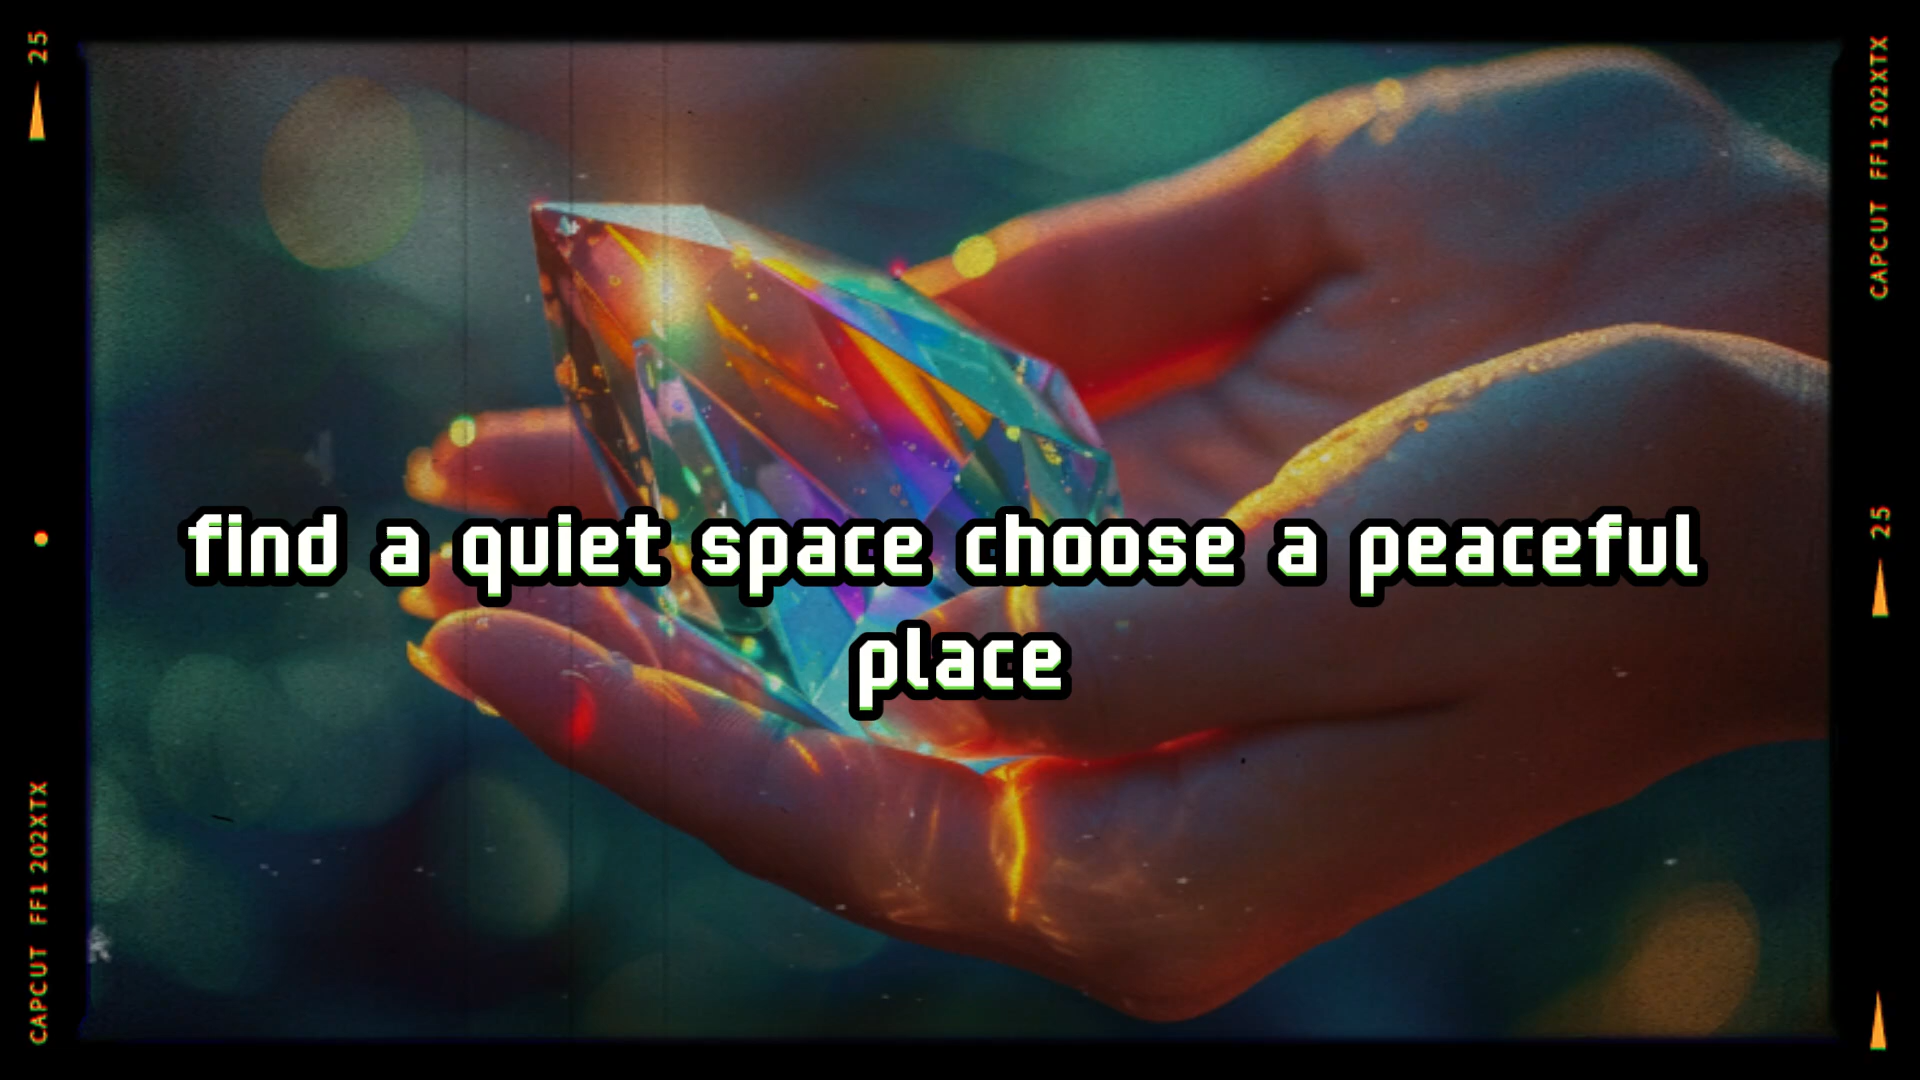 25
CAPCUT FF1 202XTX
find a quiet space choose a peaceful
place
25
CAPCUT FF1 202XTX